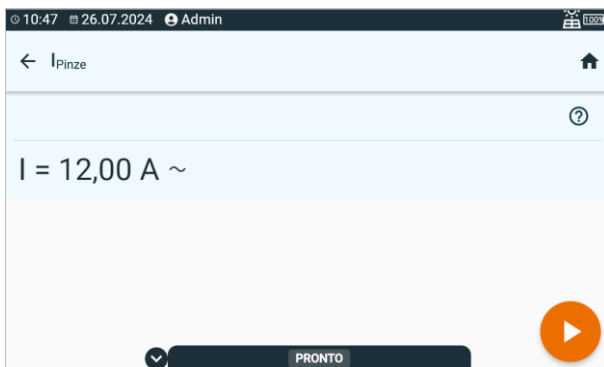 10:47 26.07.2024 Admin 100%
← IPinze
?
I = 12,00 A ~
PRONTO